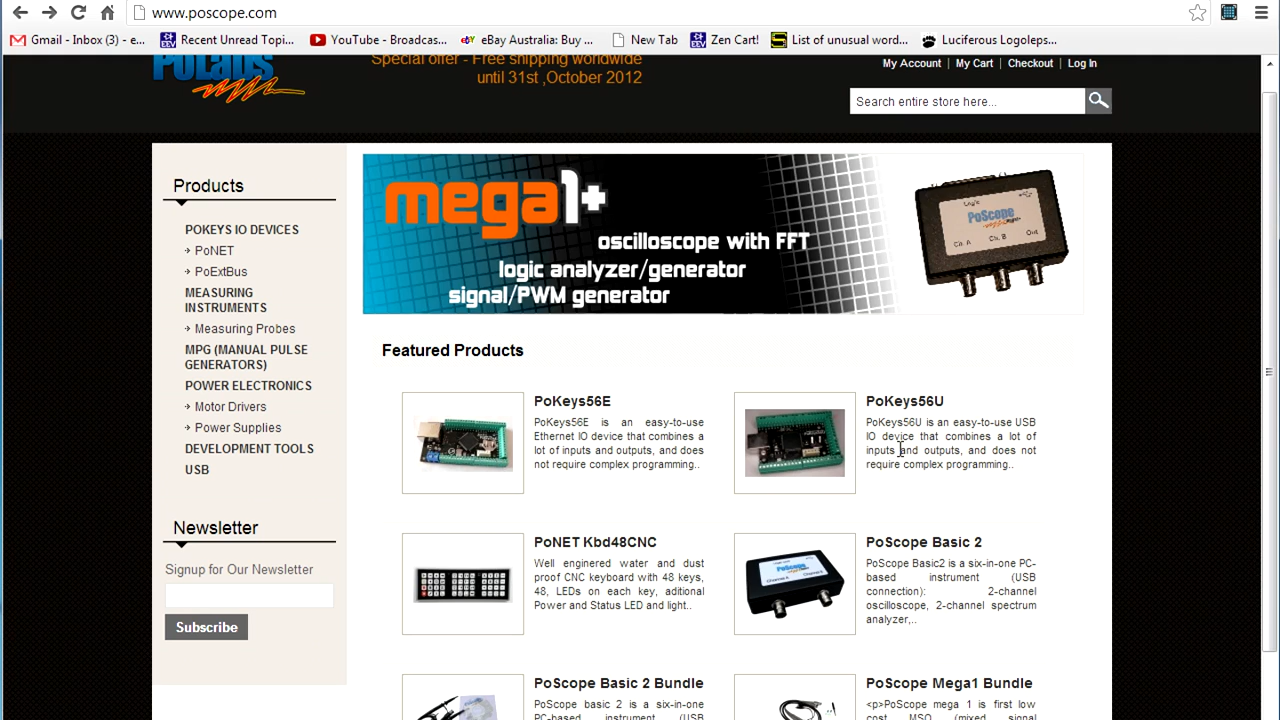 www.poscope.com
Gmail - Inbox (3) - e...
Recent Unread Topi...
YouTube - Broadcas...
eBay Australia: Buy ...
New Tab
Zen Cart!
List of unusual word...
Luciferous Logoleps...
PoLabs
Special offer - Free shipping worldwide
until 31st ,October 2012
My Account
My Cart
Checkout
Log In
Search entire store here...
Products
POKEYS IO DEVICES
PoNET
PoExtBus
MEASURING
INSTRUMENTS
Measuring Probes
MPG (MANUAL PULSE
GENERATORS)
POWER ELECTRONICS
Motor Drivers
Power Supplies
DEVELOPMENT TOOLS
USB
Newsletter
Signup for Our Newsletter
Subscribe
mega1+
oscilloscope with FFT
logic analyzer/generator
signal/PWM generator
Logic
PoScope
Ch. A
Ch. B
Out
Featured Products
PoKeys56E
PoKeys56E is an easy-to-use
Ethernet IO device that combines a
lot of inputs and outputs, and does
not require complex programming..
PoKeys56U
PoKeys56U is an easy-to-use USB
IO device that combines a lot of
inputs and outputs, and does not
require complex programming..
PoNET Kbd48CNC
Well enginered water and dust
proof CNC keyboard with 48 keys,
48, LEDs on each key, aditional
Power and Status LED and light..
PoScope Basic 2
PoScope Basic2 is a six-in-one PC-
based instrument (USB
connection): 2-channel
oscilloscope, 2-channel spectrum
analyzer,..
PoScope Basic 2 Bundle
PoScope basic 2 is a six-in-one
PC-based instrument (USB
PoScope Mega1 Bundle
<p>PoScope mega 1 is first low
cost MSO (mixed signal